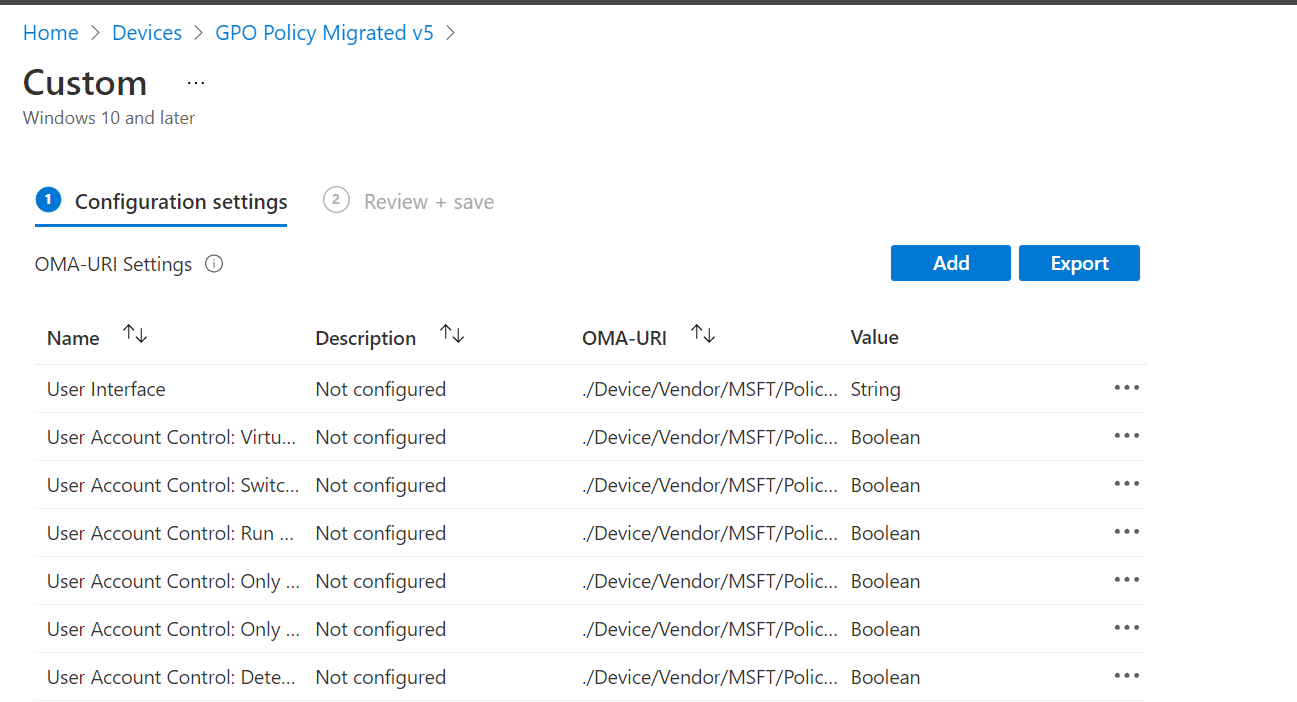 Home > Devices > GPO Policy Migrated v5 >
Custom ...
Windows 10 and later
1 Configuration settings 2 Review + save
OMA-URI Settings Add Export
Name Description OMA-URI Value
User Interface Not configured ./Device/Vendor/MSFT/Polic... String
User Account Control: Virtu... Not configured ./Device/Vendor/MSFT/Polic... Boolean
User Account Control: Switc... Not configured ./Device/Vendor/MSFT/Polic... Boolean
User Account Control: Run ... Not configured ./Device/Vendor/MSFT/Polic... Boolean
User Account Control: Only ... Not configured ./Device/Vendor/MSFT/Polic... Boolean
User Account Control: Only ... Not configured ./Device/Vendor/MSFT/Polic... Boolean
User Account Control: Dete... Not configured ./Device/Vendor/MSFT/Polic... Boolean